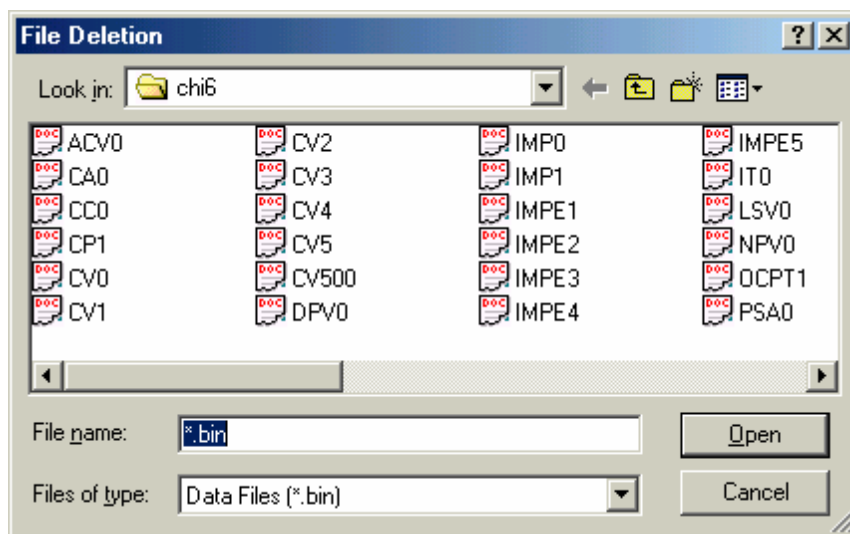 File Deletion
Look in: chi6
ACV0 CV2 IMP0 IMPE5
CA0 CV3 IMP1 IT0
CC0 CV4 IMPE1 LSV0
CP1 CV5 IMPE2 NPV0
CV0 CV500 IMPE3 OCPT1
CV1 DPV0 IMPE4 PSA0
File name: *.bin Open
Files of type: Data Files (*.bin) Cancel